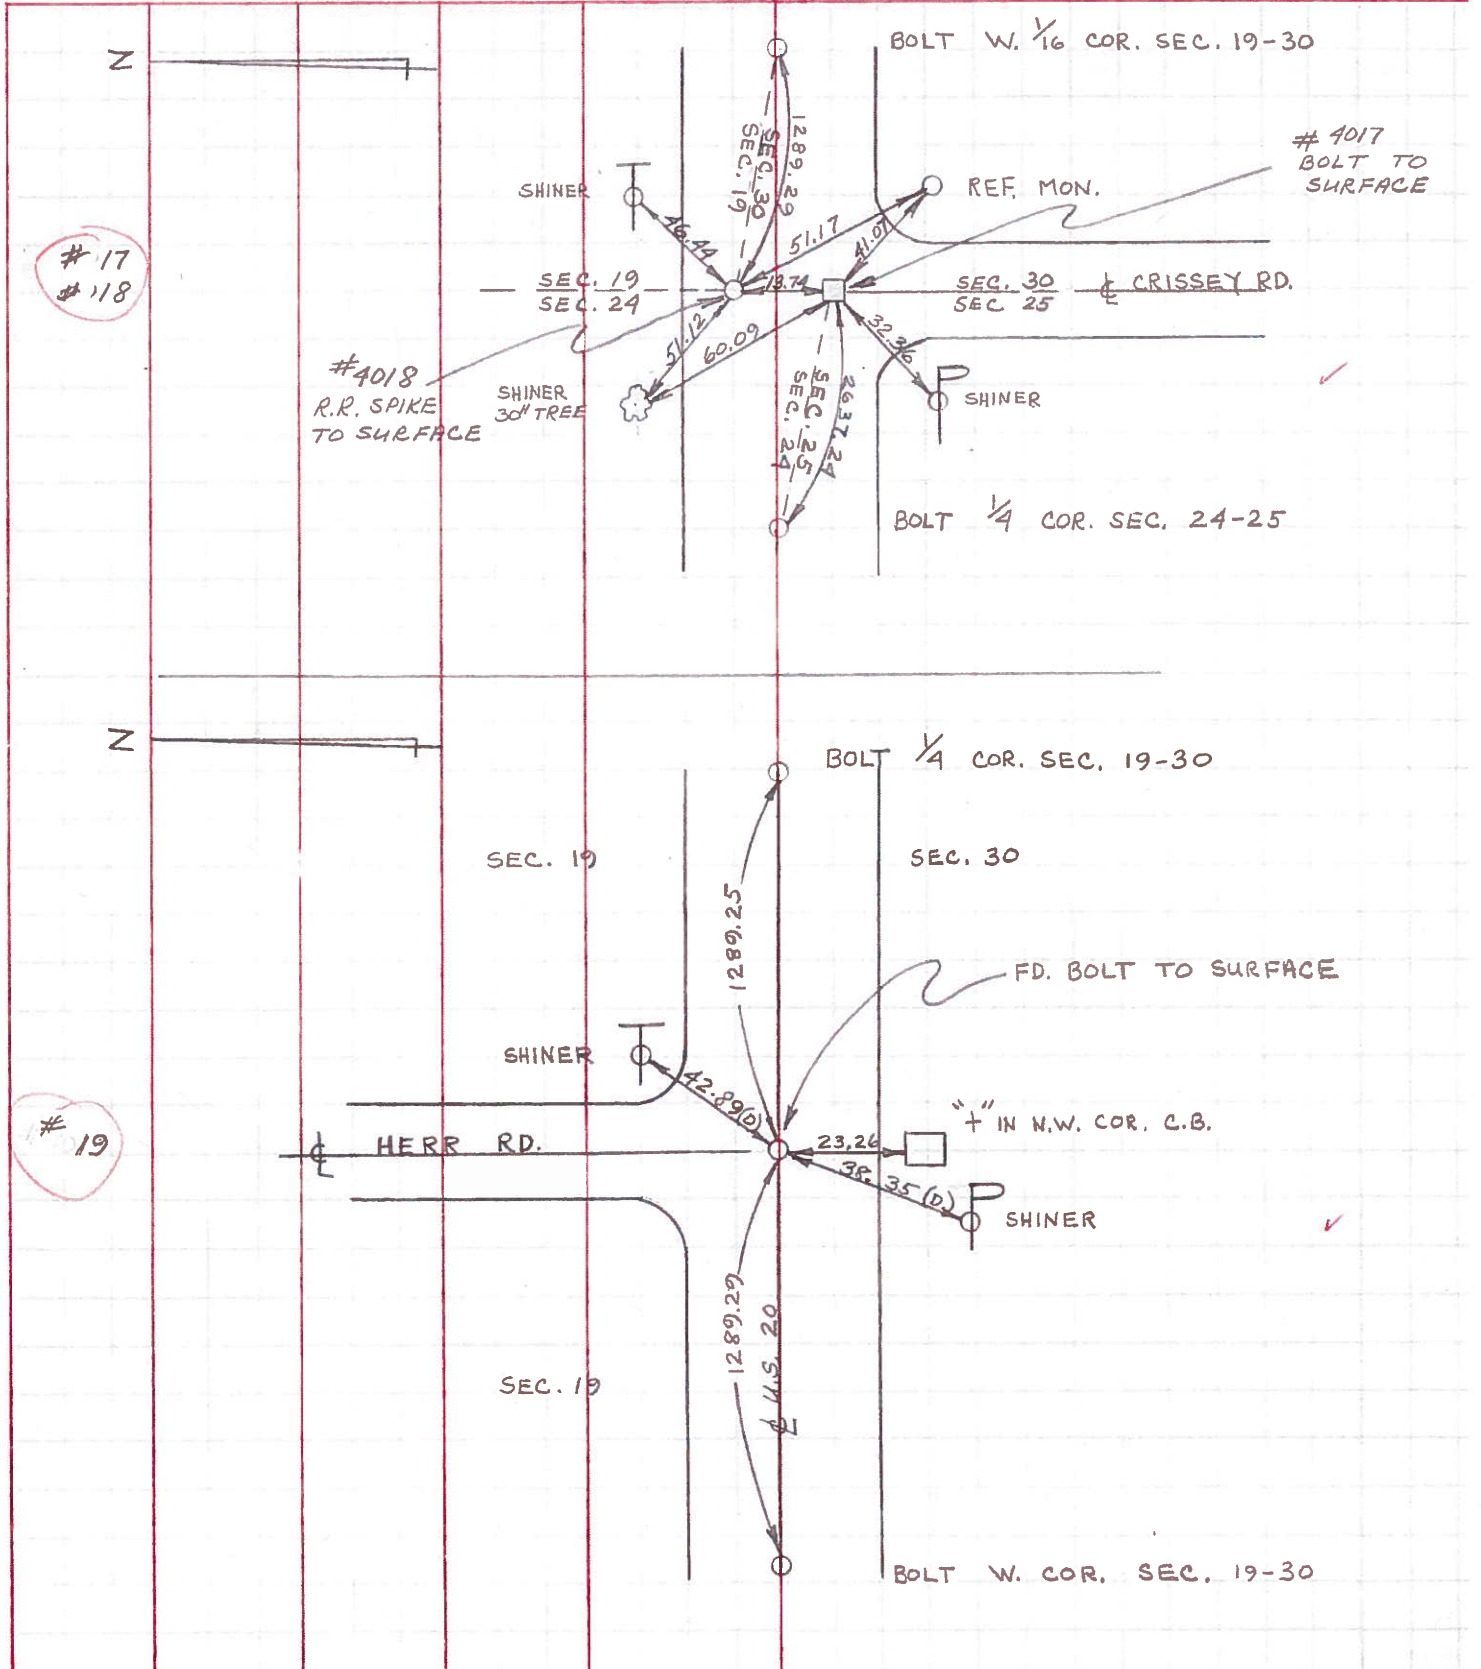 N
BOLT W. 1/16 COR. SEC. 19-30
# 4017
BOLT TO
SURFACE
1289.29
SEC. 30
SEC. 19
SHINER
REF. MON.
46.44
51.17
41.07
# 17
# 18
SEC. 19
SEC. 24
13.74
SEC. 30
SEC 25
℄ CRISSEY RD.
51.12
60.09
32.36
#4018
R.R. SPIKE
TO SURFACE
SHINER
30" TREE
SEC. 25
SEC. 24
2637.24
SHINER
BOLT 1/4 COR. SEC. 24-25
N
BOLT 1/4 COR. SEC. 19-30
SEC. 19
SEC. 30
1289.25
FD. BOLT TO SURFACE
SHINER
42.89(D)
# 19
℄ HERR RD.
23.26
"+" IN N.W. COR. C.B.
38.35(D)
SHINER
1289.29
℄ U.S. 20
SEC. 19
BOLT W. COR. SEC. 19-30